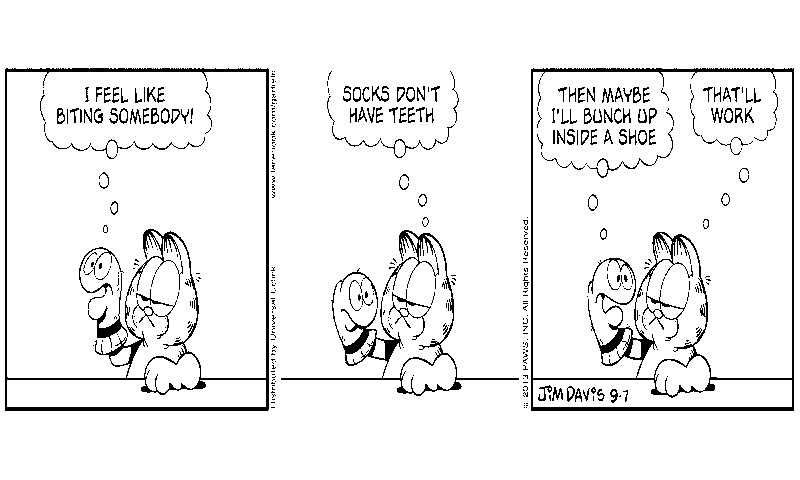 I FEEL LIKE
BITING SOMEBODY!
SOCKS DON'T
HAVE TEETH
THEN MAYBE
I'LL BUNCH UP
INSIDE A SHOE
THAT'LL
WORK
© 2013 PAWS, INC. All Rights Reserved.
Distributed by Universal Uclick
JIM DAVIS 9-7